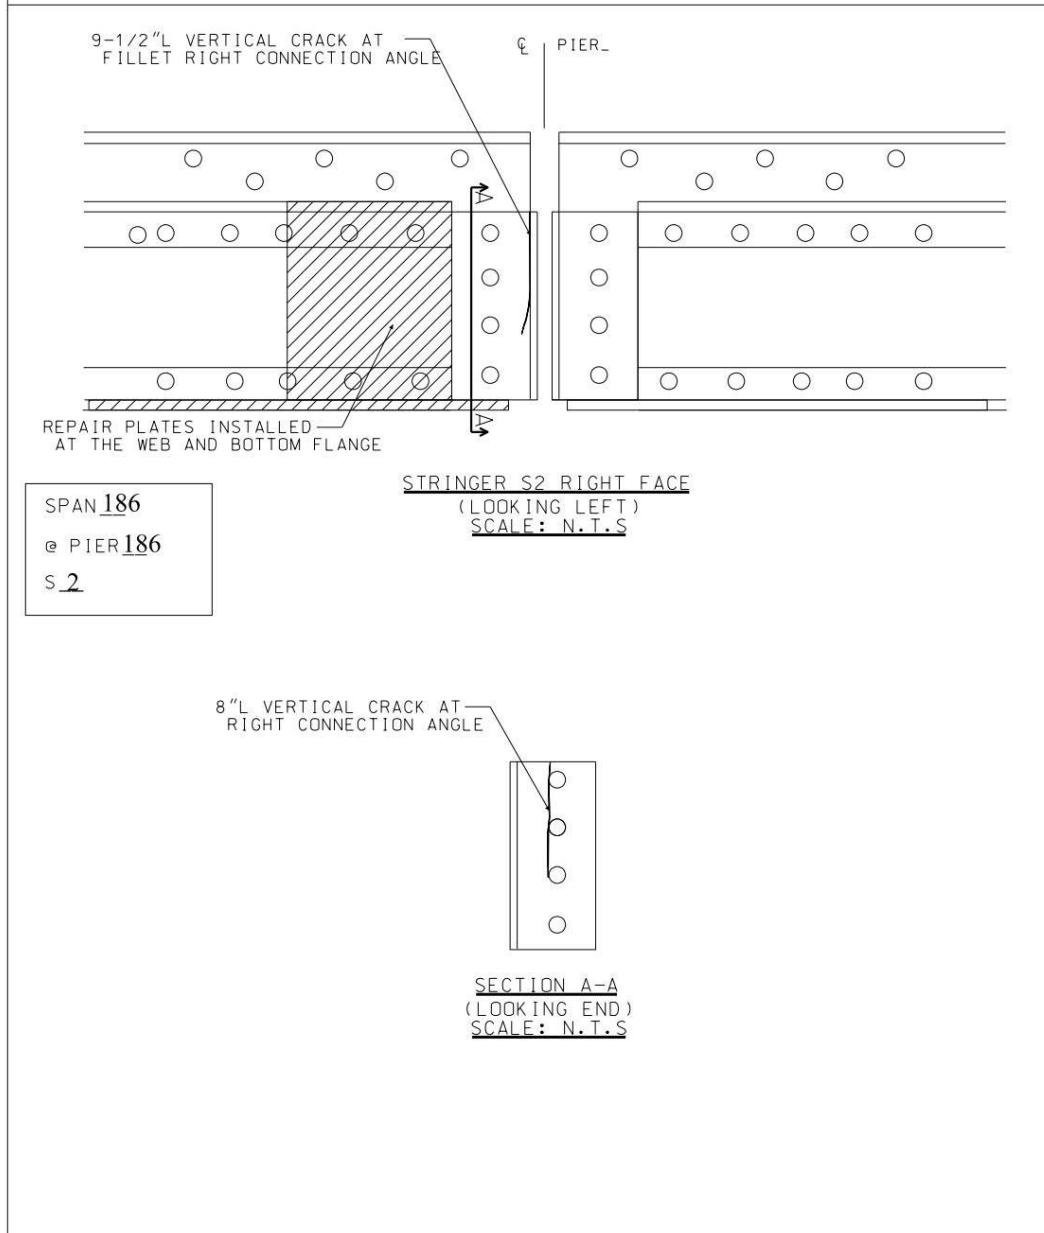 9-1/2"L VERTICAL CRACK AT
FILLET RIGHT CONNECTION ANGLE
℄ PIER_
A
A
REPAIR PLATES INSTALLED
AT THE WEB AND BOTTOM FLANGE
STRINGER S2 RIGHT FACE
(LOOKING LEFT)
SCALE: N.T.S
SPAN 186
@ PIER 186
S 2
8"L VERTICAL CRACK AT
RIGHT CONNECTION ANGLE
SECTION A-A
(LOOKING END)
SCALE: N.T.S